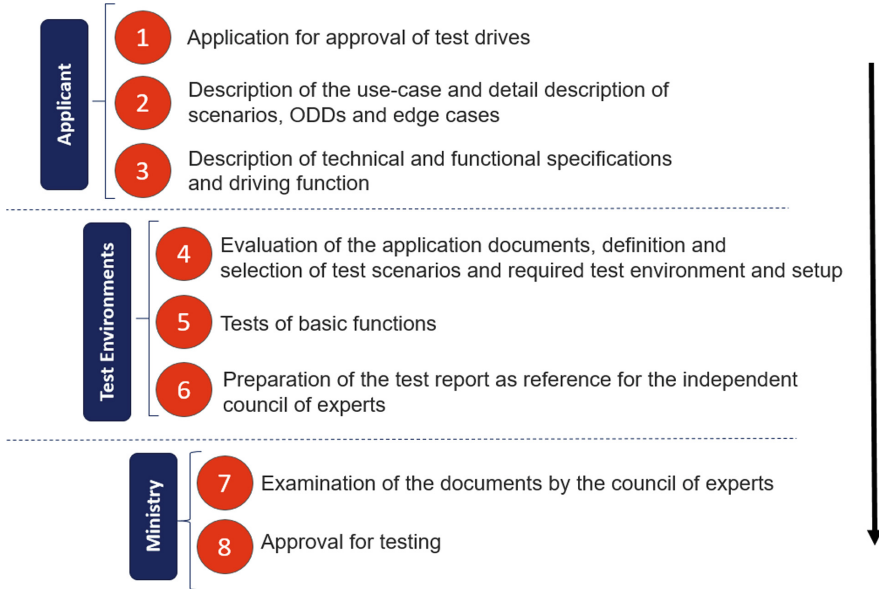 Applicant
1
Application for approval of test drives
2
Description of the use-case and detail description of
scenarios, ODDs and edge cases
3
Description of technical and functional specifications
and driving function
Test Environments
4
Evaluation of the application documents, definition and
selection of test scenarios and required test environment and setup
5
Tests of basic functions
6
Preparation of the test report as reference for the independent
council of experts
Ministry
7
Examination of the documents by the council of experts
8
Approval for testing